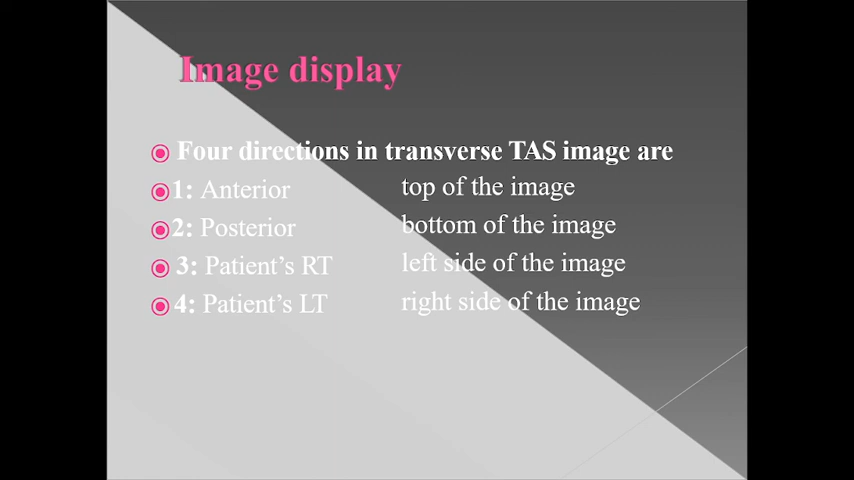 Image display
Four directions in transverse TAS image are
1: Anterior top of the image
2: Posterior bottom of the image
3: Patient’s RT left side of the image
4: Patient’s LT right side of the image